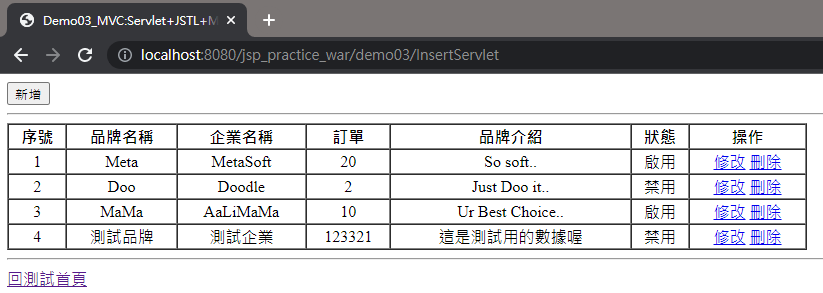 Demo03_MVC:Servlet+JSTL+M
localhost:8080/jsp_practice_war/demo03/InsertServlet
新增
序號 品牌名稱 企業名稱 訂單 品牌介紹 狀態 操作
1 Meta MetaSoft 20 So soft.. 啟用 修改 刪除
2 Doo Doodle 2 Just Doo it.. 禁用 修改 刪除
3 MaMa AaLiMaMa 10 Ur Best Choice.. 啟用 修改 刪除
4 測試品牌 測試企業 123321 這是測試用的數據喔 禁用 修改 刪除
回測試首頁